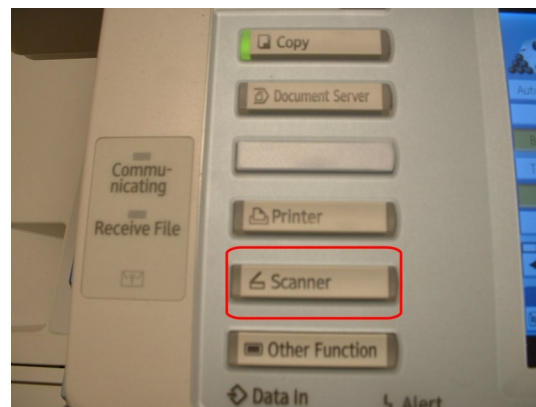 Copy
Document Server
Commu-
nicating
Printer
Receive File
Scanner
Other Function
Data In
Alert